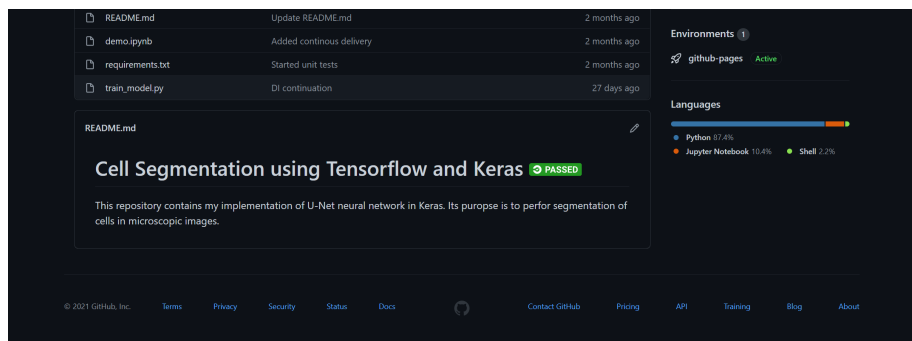 README.md Update README.md 2 months ago
demo.ipynb Added continous delivery 2 months ago
requirements.txt Started unit tests 2 months ago
train_model.py DI continuation 27 days ago
README.md
Cell Segmentation using Tensorflow and Keras PASSED
This repository contains my implementation of U-Net neural network in Keras. Its puropse is to perfor segmentation of
cells in microscopic images.
Environments 1
github-pages Active
Languages
Python 87.4%
Jupyter Notebook 10.4% Shell 2.2%
© 2021 GitHub, Inc. Terms Privacy Security Status Docs Contact GitHub Pricing API Training Blog About